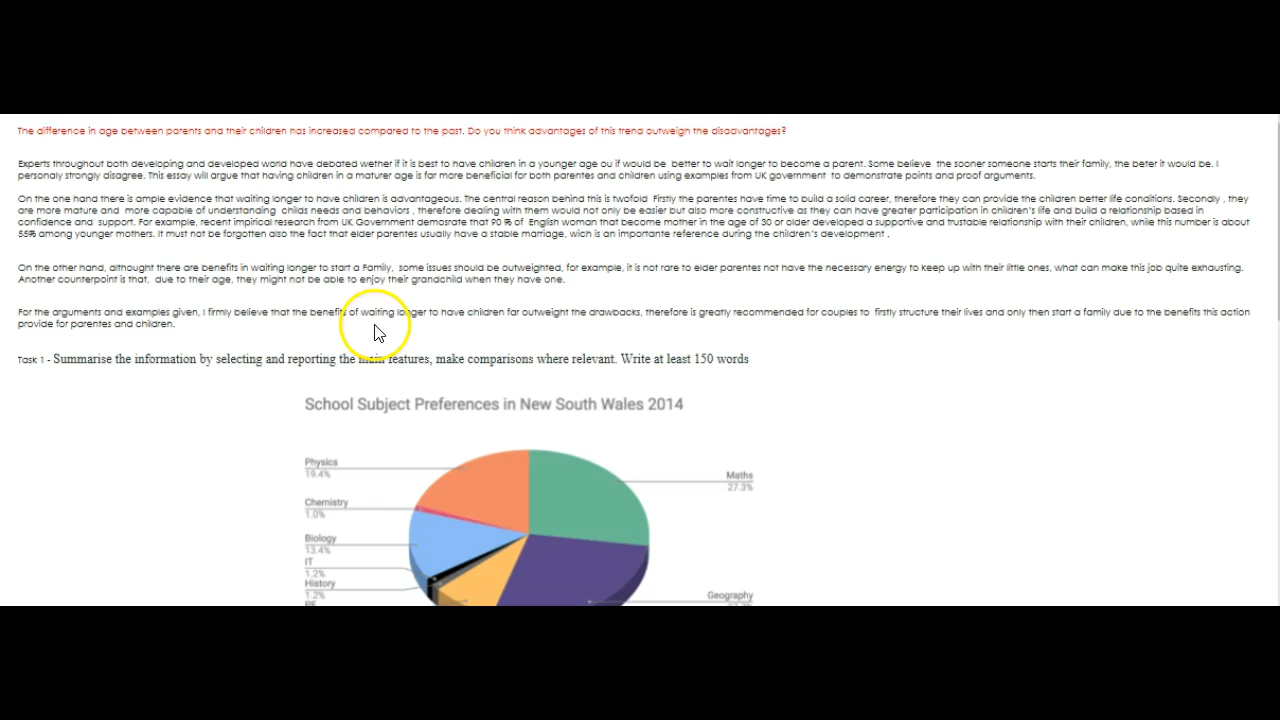 The difference in age between parents and their children has increased compared to the past. Do you think advantages of this trend outweigh the disadvantages?
Experts throughout both developing and developed world have debated wether if it is best to have children in a younger age ou if would be better to wait longer to become a parent. Some believe the sooner someone starts their family, the beter it would be. I
personaly strongly disagree. This essay will argue that having children in a maturer age is far more beneficial for both parentes and children using examples from UK government to demonstrate points and proof arguments.
On the one hand there is ample evidence that waiting longer to have children is advantageous. The central reason behind this is twofold Firstly the parentes have time to build a solid career, therefore they can provide the children better life conditions. Secondly , they
are more mature and more capable of understanding childs needs and behaviors , therefore dealing with them would not only be easier but also more constructive as they can have greater participation in children's life and build a relationship based in
confidence and support. For example, recent impirical research from UK Government demosrate that 90 % of English woman that become mother in the age of 30 or older developed a supportive and trustable relationship with their children, while this number is about
55% among younger mothers. It must not be forgotten also the fact that elder parentes usually have a stable marriage, wich is an importante reference during the children's development .
On the other hand, althought there are benefits in waiting longer to start a Family, some issues should be outweighted, for example, it is not rare to elder parentes not have the necessary energy to keep up with their little ones, what can make this job quite exhausting.
Another counterpoint is that, due to their age, they might not be able to enjoy their grandchild when they have one.
For the arguments and examples given, I firmly believe that the benefits of waiting longer to have children far outweight the drawbacks, therefore is greatly recommended for couples to firstly structure their lives and only then start a family due to the benefits this action
provide for parentes and children.
Task 1 - Summarise the information by selecting and reporting the main features, make comparisons where relevant. Write at least 150 words
School Subject Preferences in New South Wales 2014
Physics
19.4%
Maths
27.3%
Chemistry
1.0%
Biology
13.4%
IT
1.2%
History
1.2%
Geography